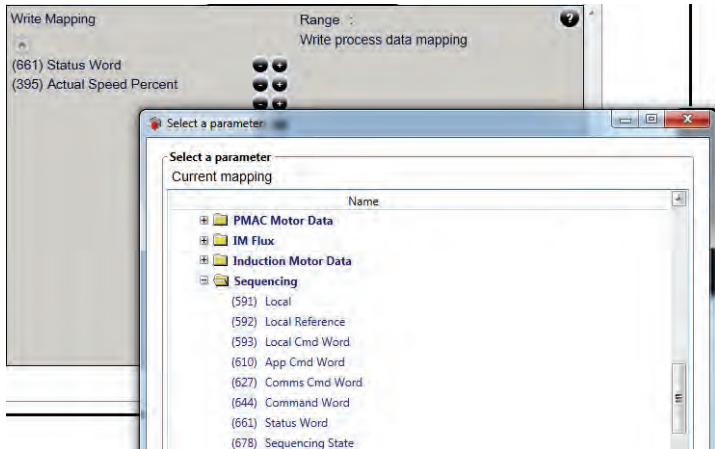 Write Mapping
Range :
?
Write process data mapping
(661) Status Word
(395) Actual Speed Percent
Select a parameter
Select a parameter
Current mapping
Name
PMAC Motor Data
IM Flux
Induction Motor Data
Sequencing
(591) Local
(592) Local Reference
(593) Local Cmd Word
(610) App Cmd Word
(627) Comms Cmd Word
(644) Command Word
(661) Status Word
(678) Sequencing State